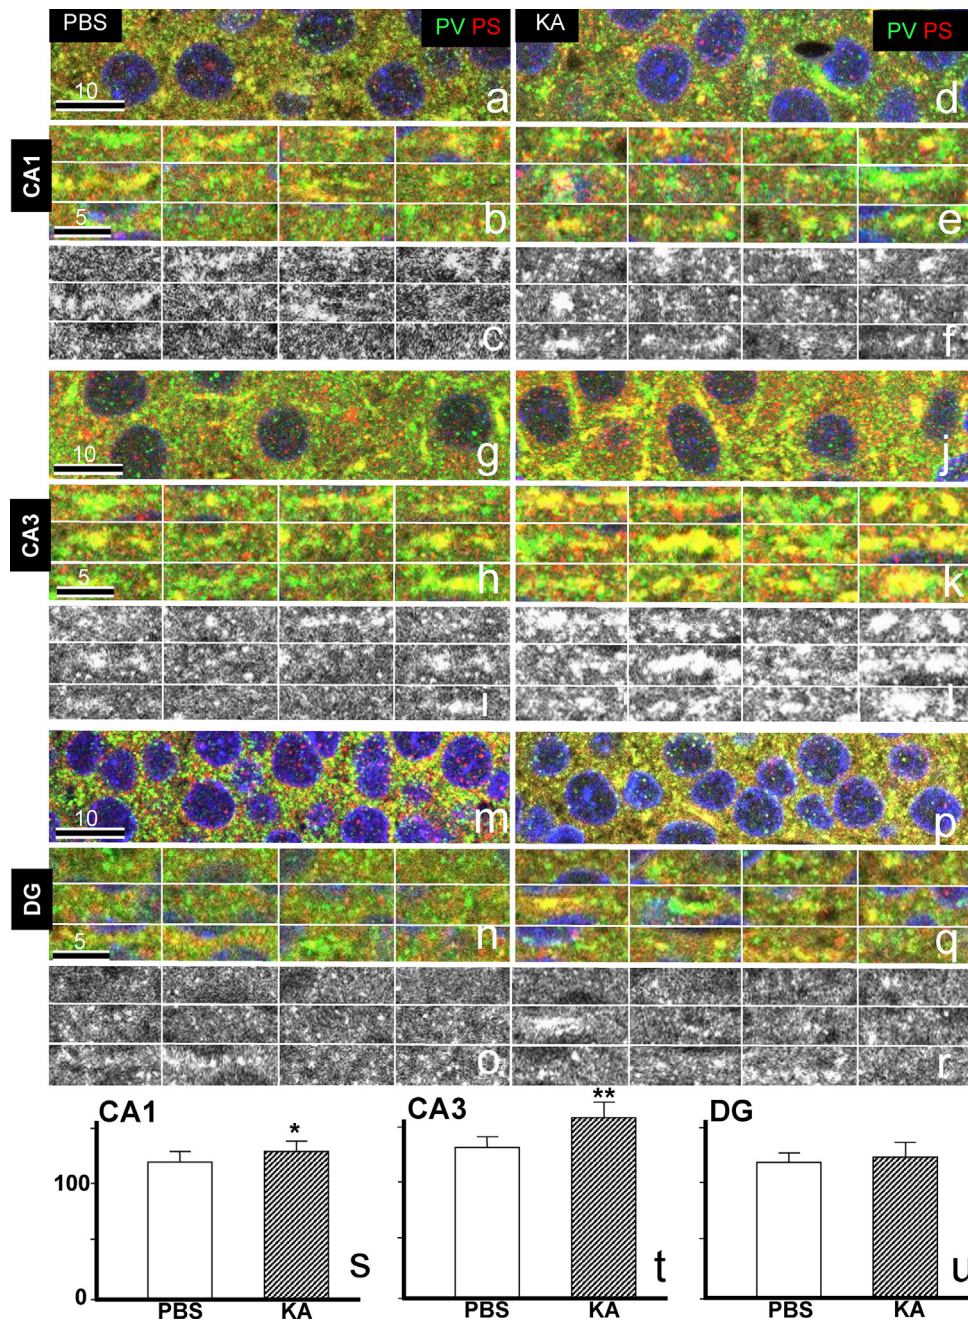 PBS
PV PS
KA
PV PS
10
a
d
CA1
5
b
e
c
f
10
g
j
CA3
5
h
k
i
l
10
m
p
DG
5
n
q
o
r
CA1
CA3
DG
*
**
100
0
s
t
u
PBS
KA
PBS
KA
PBS
KA